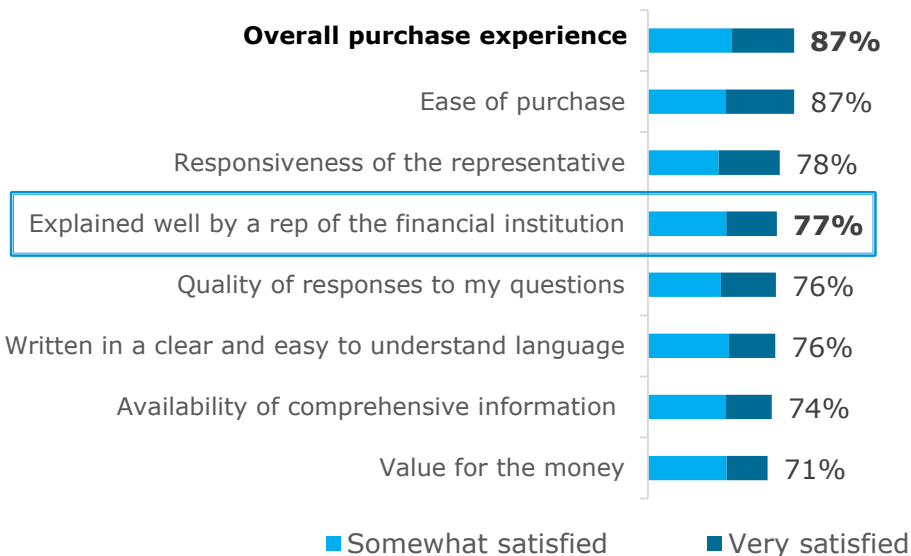 Overall purchase experience 87%
Ease of purchase 87%
Responsiveness of the representative 78%
Explained well by a rep of the financial institution 77%
Quality of responses to my questions 76%
Written in a clear and easy to understand language 76%
Availability of comprehensive information 74%
Value for the money 71%
Somewhat satisfied Very satisfied